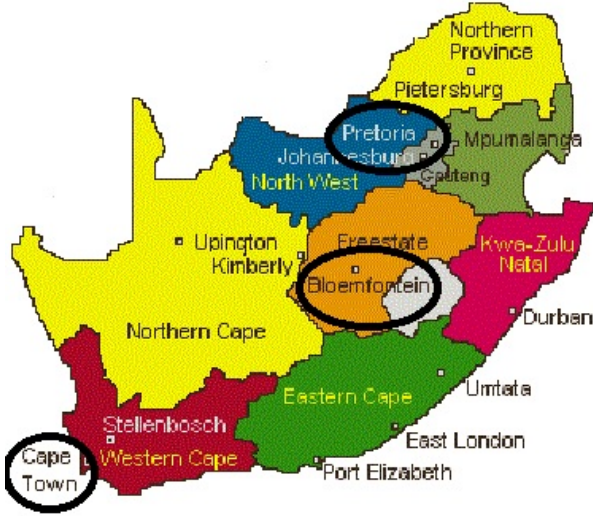 Northern
Province
Pietersburg
Pretoria
Mpumalanga
Johannesburg
Gauteng
North West
Freestate
Kwa-Zulu
Natal
Upington
Kimberly
Bloemfontein
Durban
Northern Cape
Umtata
Eastern Cape
Stellenbosch
East London
Cape
Town
Western Cape
Port Elizabeth